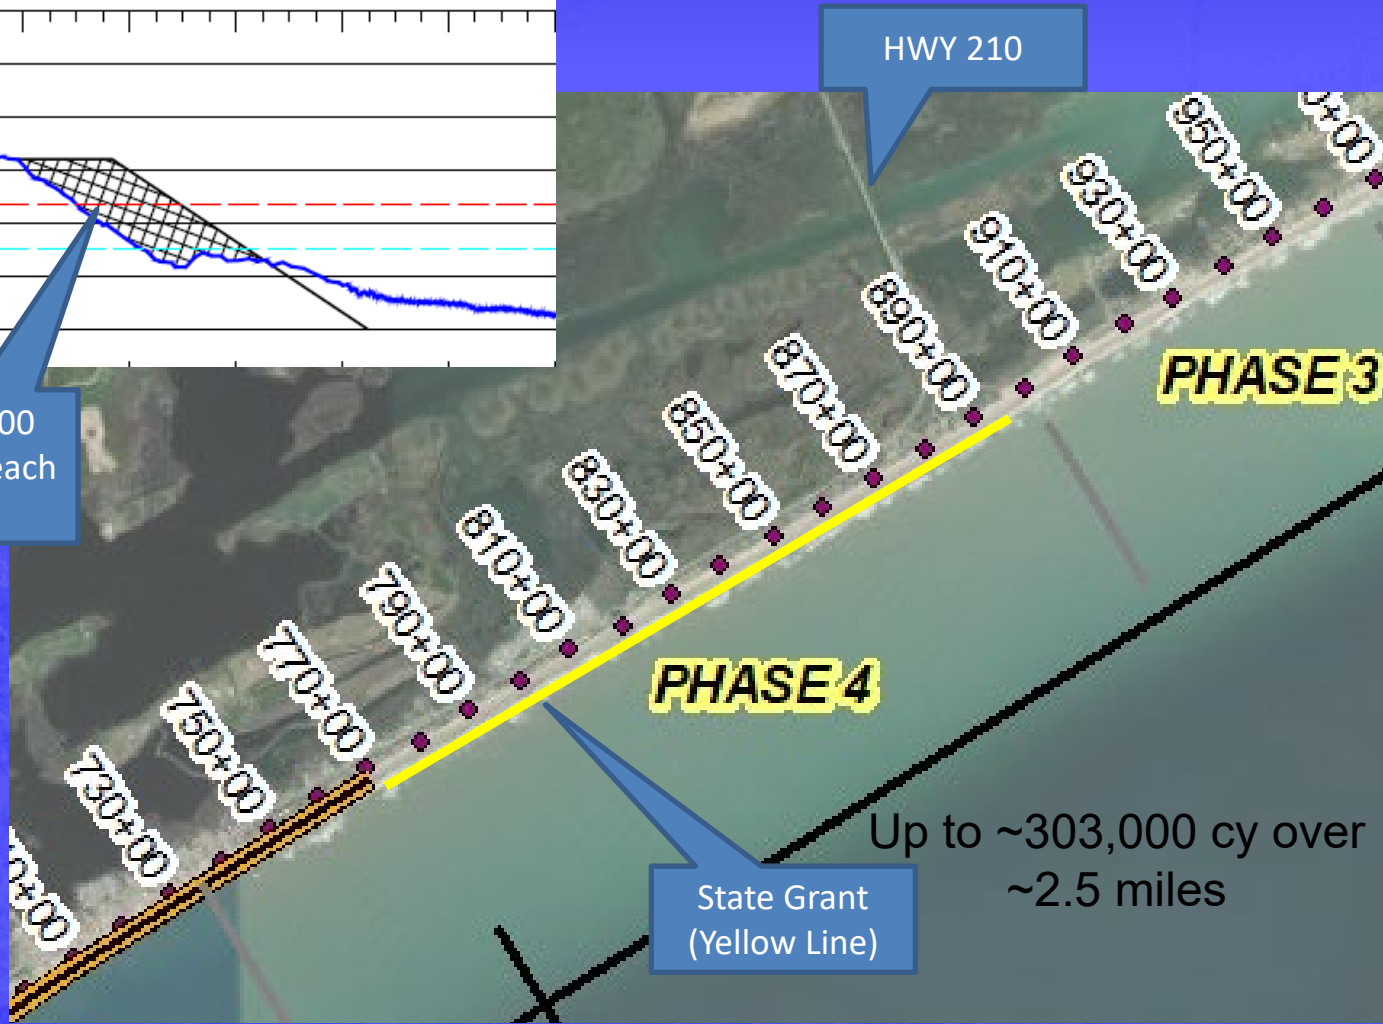 HWY 210
950+00
930+00
910+00
890+00
PHASE 3
870+00
850+00
830+00
810+00
PHASE 4
790+00
770+00
750+00
730+00
Up to ~303,000 cy over
~2.5 miles
State Grant
(Yellow Line)